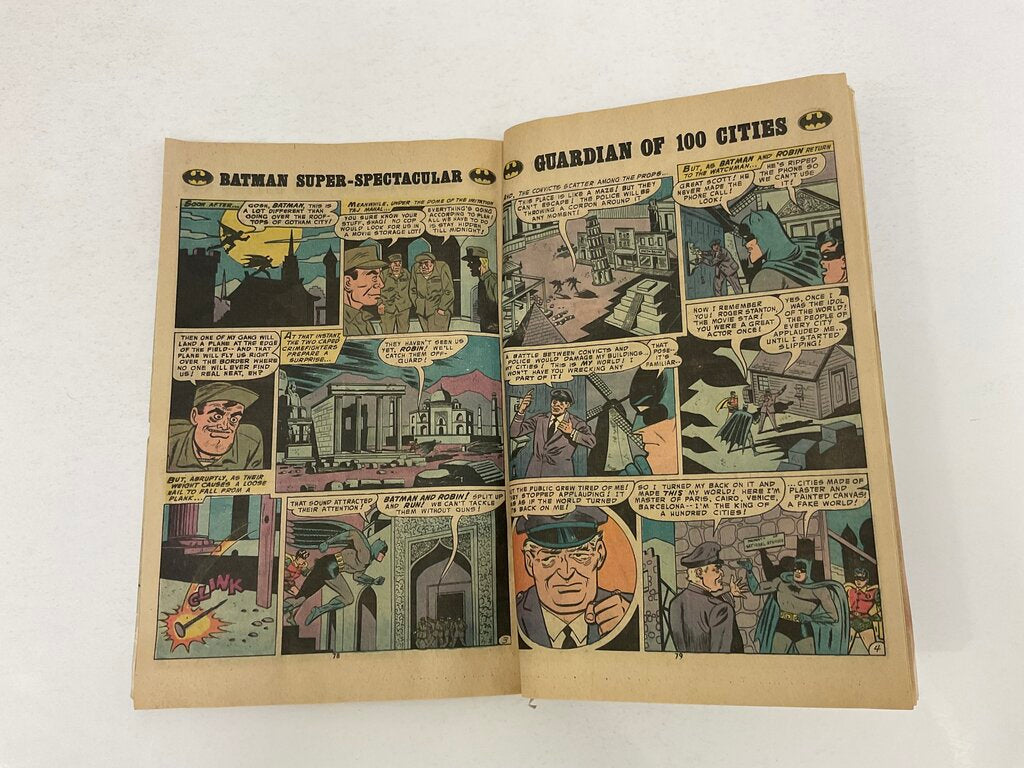 BATMAN SUPER-SPECTACULAR
SOON AFTER...
GOSH, BATMAN, THIS IS
A LOT DIFFERENT THAN
GOING OVER THE ROOF-
TOPS OF GOTHAM CITY!
MEANWHILE, UNDER THE DOME OF THE IMITATION
TAJ MAHAL...
YOU SURE KNOW YOUR
STUFF, SHAG! NO COP
WOULD LOOK FOR US IN
A MOVIE STORAGE LOT!
EVERYTHING'S GOING
ACCORDING TO PLAN!
ALL WE HAVE TO DO
IS STAY HIDDEN
TILL MIDNIGHT!
THEN ONE OF MY GANG WILL
LAND A PLANE AT THE EDGE
OF THE FIELD--AND THAT
PLANE WILL FLY US RIGHT
OVER THE BORDER WHERE
NO ONE WILL EVER FIND
US! REAL NEAT, EH?
AT THAT INSTANT
THE TWO CAPED
CRIMEFIGHTERS
PREPARE A
SURPRISE...
THEY HAVEN'T SEEN US
YET, ROBIN! WE'LL
CATCH THEM OFF-
GUARD!
BUT, ABRUPTLY, AS THEIR
WEIGHT CAUSES A LOOSE
NAIL TO FALL FROM A
PLANK...
CLINK
THAT SOUND ATTRACTED
THEIR ATTENTION!
BATMAN AND ROBIN! SPLIT UP
AND RUN! WE CAN'T TACKLE
THEM WITHOUT GUNS!
3
78
GUARDIAN OF 100 CITIES
AND, THE CONVICTS SCATTER AMONG THE PROPS...
THIS PLACE IS LIKE A MAZE! BUT THEY
CAN'T ESCAPE! THE POLICE WILL BE
THROWING A CORDON AROUND
ANY MOMENT!
BUT, AS BATMAN AND ROBIN RETURN
TO THE WATCHMAN...
GREAT SCOTT! HE
NEVER MADE THE
PHONE CALL!
LOOK!
HE'S RIPPED
THE PHONE SO
WE CAN'T USE
IT!
A BATTLE BETWEEN CONVICTS AND
POLICE WOULD DAMAGE MY BUILDINGS,
MY CITIES! THIS IS MY WORLD! I
WON'T HAVE YOU WRECKING ANY
PART OF IT!
THAT
POSE--IT'S
FAMILIAR--
NOW I REMEMBER
YOU! ROGER STANTON,
THE MOVIE STAR!
YOU WERE A GREAT
ACTOR ONCE!
YES, ONCE I
WAS THE IDOL
OF THE WORLD!
THE PEOPLE OF
EVERY CITY
APPLAUDED ME...
UNTIL I STARTED
SLIPPING!
THE PUBLIC GREW TIRED OF ME!
STOPPED APPLAUDING! IT
AS IF THE WORLD TURNED
BACK ON ME!
SO I TURNED MY BACK ON IT AND
MADE THIS MY WORLD! HERE I'M
MASTER OF PARIS, CAIRO, VENICE,
BARCELONA--I'M THE KING OF
A HUNDRED CITIES!
--CITIES MADE OF
PLASTER AND
PAINTED CANVAS!
A FAKE WORLD!
4
79